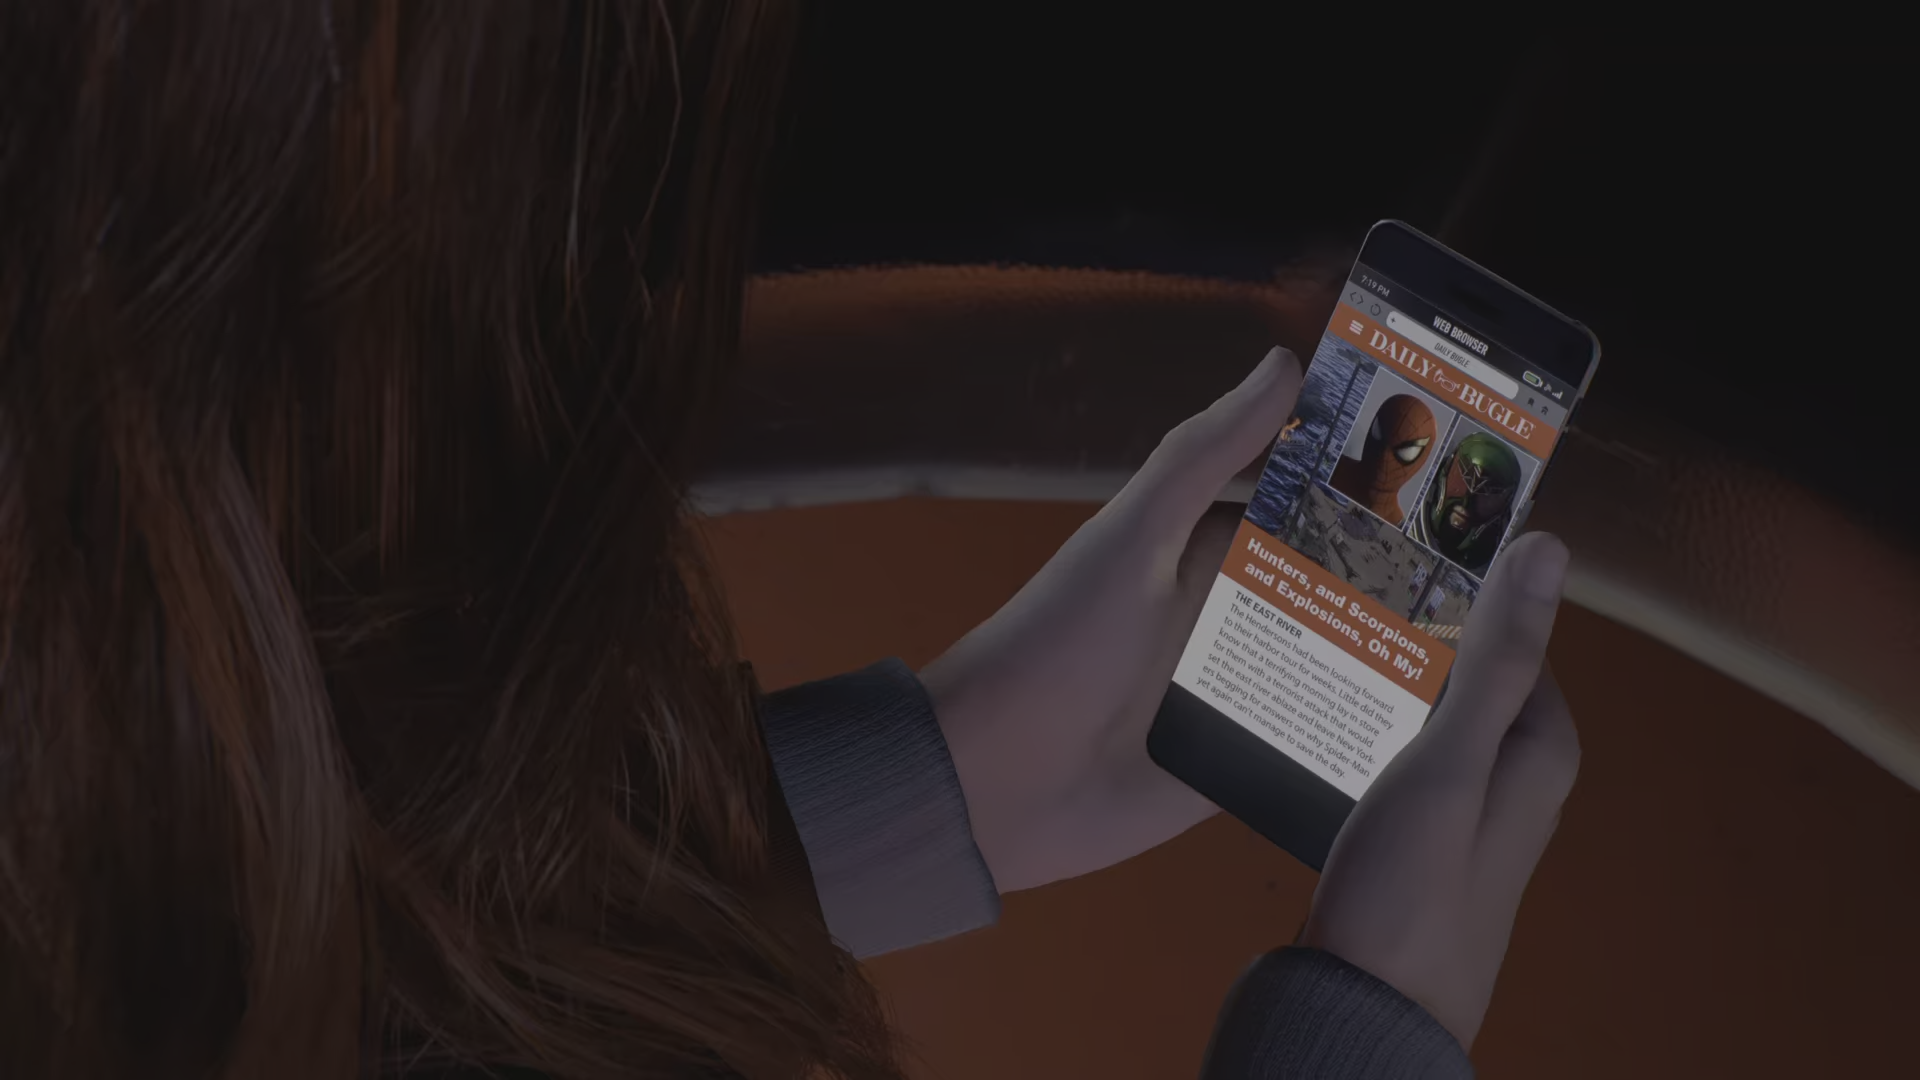 7:19 PM
WEB BROWSER
DAILY BUGLE
DAILY BUGLE
Hunters, and Scorpions,
and Explosions, Oh My!
THE EAST RIVER
The Hendersons had been looking forward
to their harbor tour for weeks. Little did they
know that a terrifying morning lay in store
for them with a terrorist attack that would
set the east river ablaze and leave New York-
ers begging for answers on why Spider-Man
yet again can't manage to save the day.